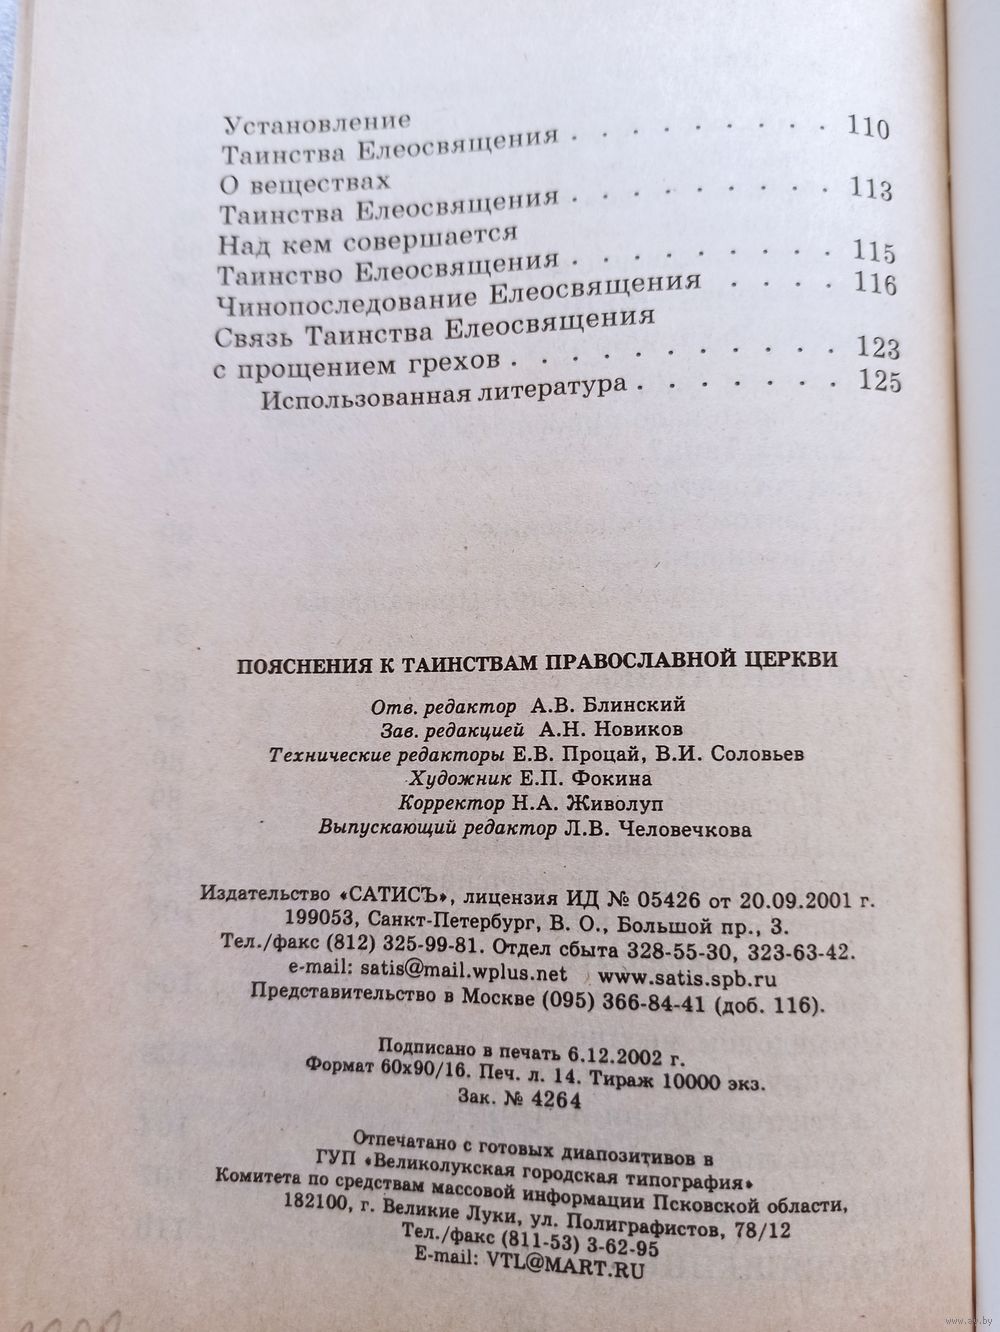 Установление
Таинства Елеосвящения . . . . . . . . . 110
О веществах
Таинства Елеосвящения . . . . . . . . . 113
Над кем совершается
Таинство Елеосвящения . . . . . . . . . 115
Чинопоследование Елеосвящения . . . . 116
Связь Таинства Елеосвящения
с прощением грехов . . . . . . . . . . . 123
Использованная литература . . . . . . . 125
ПОЯСНЕНИЯ К ТАИНСТВАМ ПРАВОСЛАВНОЙ ЦЕРКВИ
Отв. редактор А.В. Блинский
Зав. редакцией А.Н. Новиков
Технические редакторы Е.В. Процай, В.И. Соловьев
Художник Е.П. Фокина
Корректор Н.А. Живолуп
Выпускающий редактор Л.В. Человечкова
Издательство «САТИСЪ», лицензия ИД № 05426 от 20.09.2001 г.
199053, Санкт-Петербург, В. О., Большой пр., 3.
Тел./факс (812) 325-99-81. Отдел сбыта 328-55-30, 323-63-42.
e-mail: satis@mail.wplus.net www.satis.spb.ru
Представительство в Москве (095) 366-84-41 (доб. 116).
Подписано в печать 6.12.2002 г.
Формат 60х90/16. Печ. л. 14. Тираж 10000 экз.
Зак. № 4264
Отпечатано с готовых диапозитивов в
ГУП «Великолукская городская типография»
Комитета по средствам массовой информации Псковской области,
182100, г. Великие Луки, ул. Полиграфистов, 78/12
Тел./факс (811-53) 3-62-95
E-mail: VTL@MART.RU
www.ay.by